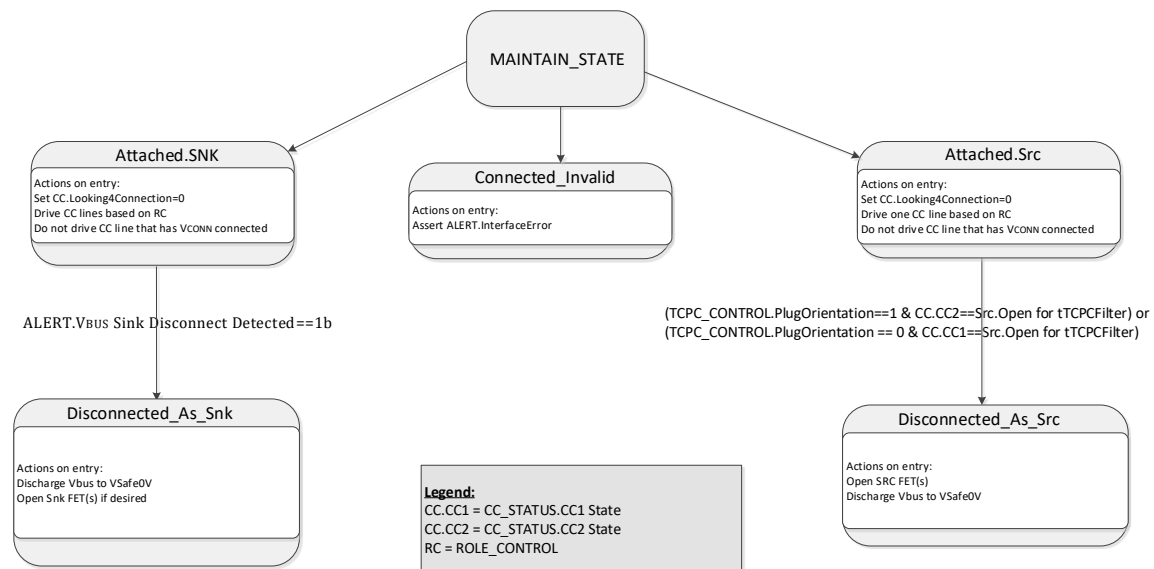 MAINTAIN_STATE
Attached.SNK
Actions on entry:
Set CC.Looking4Connection=0
Drive CC lines based on RC
Do not drive CC line that has VCONN connected
Connected_Invalid
Actions on entry:
Assert ALERT.InterfaceError
Attached.Src
Actions on entry:
Set CC.Looking4Connection=0
Drive one CC line based on RC
Do not drive CC line that has VCONN connected
ALERT.VBUS Sink Disconnect Detected==1b
(TCPC_CONTROL.PlugOrientation==1 & CC.CC2==Src.Open for tTCPCFilter) or
(TCPC_CONTROL.PlugOrientation == 0 & CC.CC1==Src.Open for tTCPCFilter)
Disconnected_As_Snk
Actions on entry:
Discharge Vbus to VSafe0V
Open Snk FET(s) if desired
Disconnected_As_Src
Actions on entry:
Open SRC FET(s)
Discharge Vbus to VSafe0V
Legend:
CC.CC1 = CC_STATUS.CC1 State
CC.CC2 = CC_STATUS.CC2 State
RC = ROLE_CONTROL